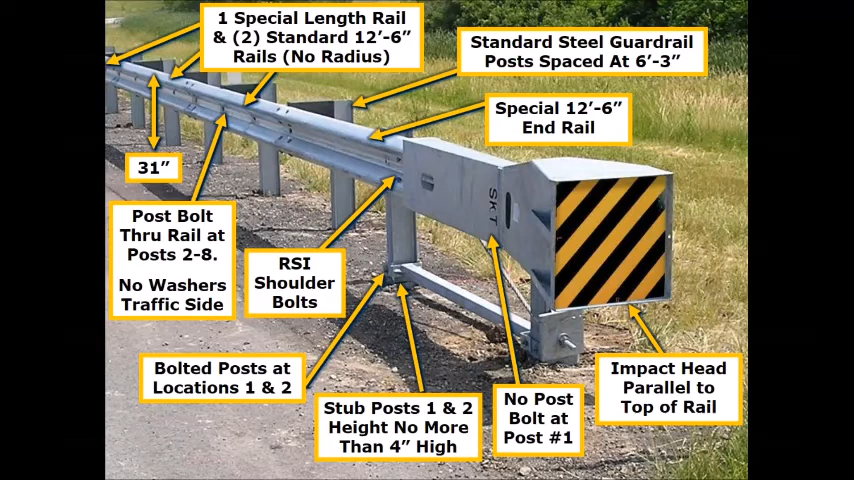 1 Special Length Rail
& (2) Standard 12’-6”
Rails (No Radius)
Standard Steel Guardrail
Posts Spaced At 6’-3”
Special 12’-6”
End Rail
31”
Post Bolt
Thru Rail at
Posts 2-8.
No Washers
Traffic Side
RSI
Shoulder
Bolts
SKT
Bolted Posts at
Locations 1 & 2
Stub Posts 1 & 2
Height No More
Than 4” High
No Post
Bolt at
Post #1
Impact Head
Parallel to
Top of Rail